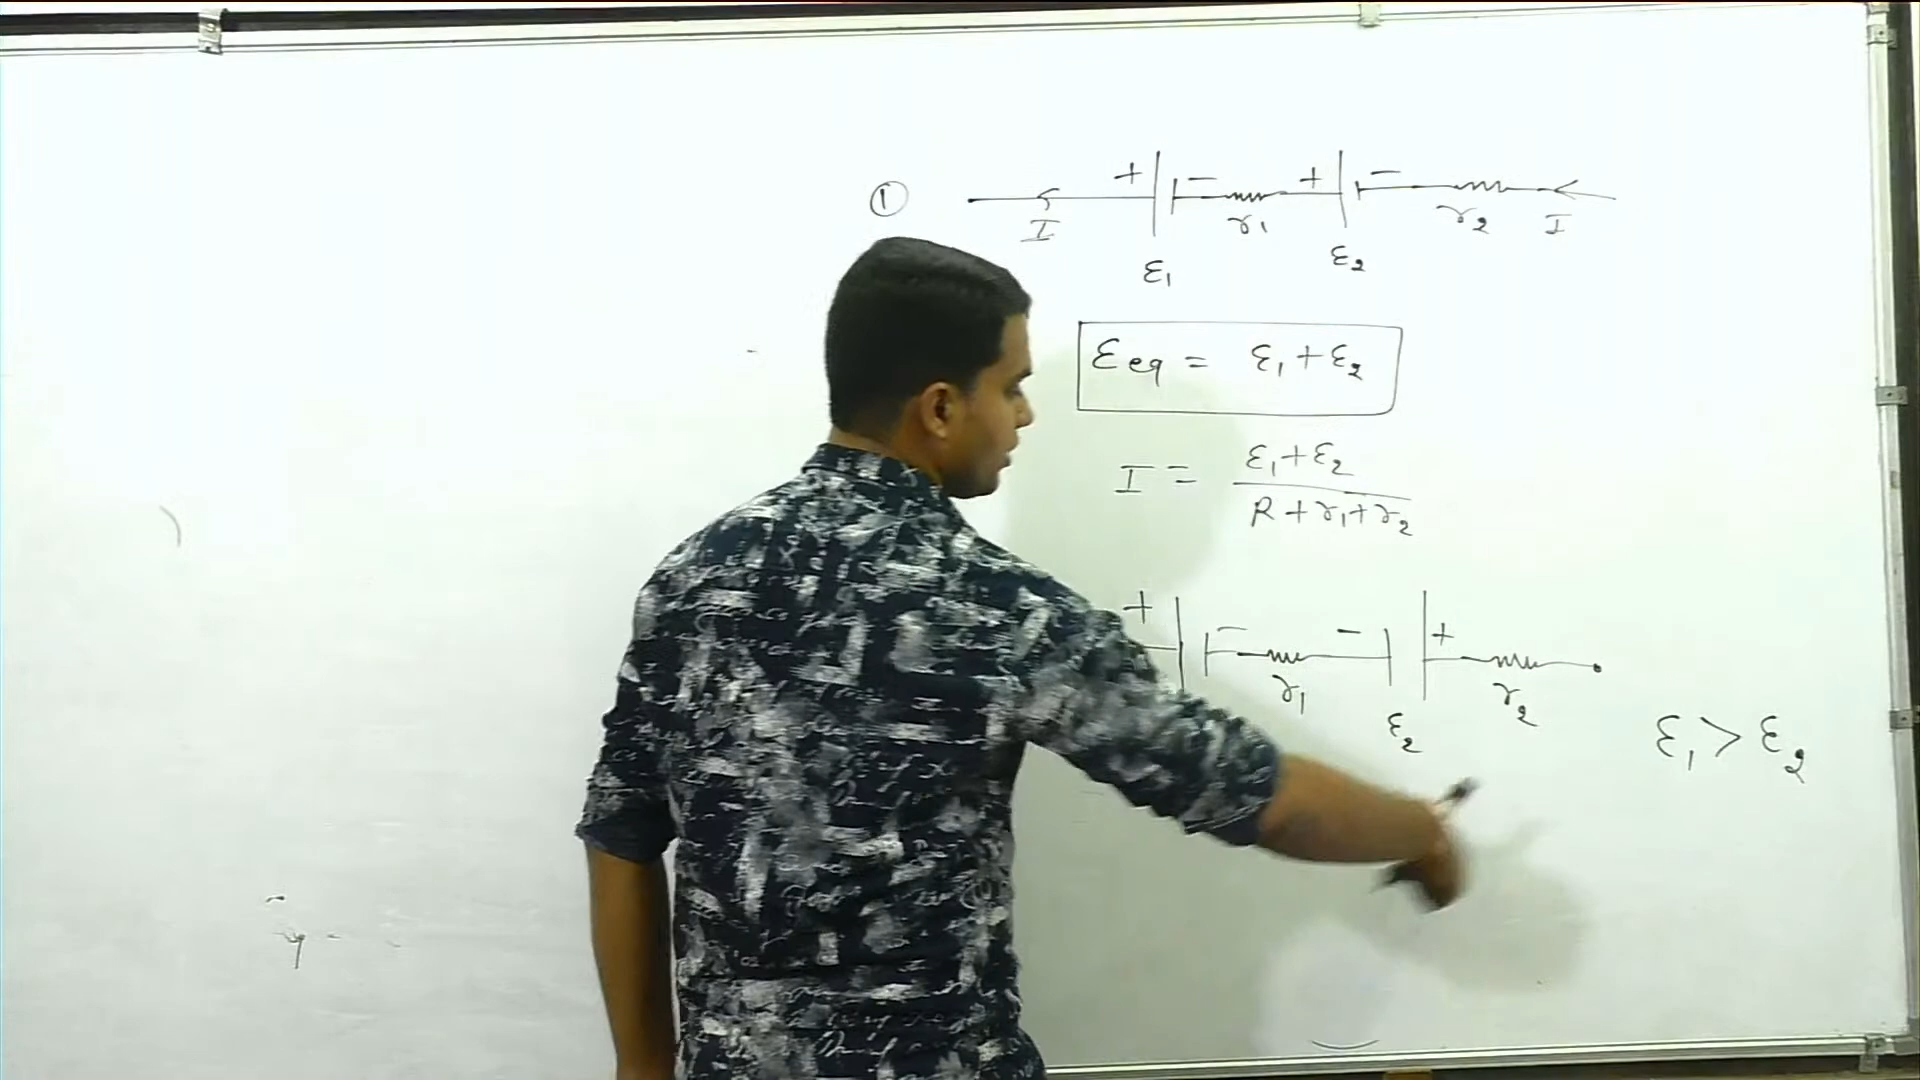 ① + − + −
I r₁ r₂ I
ε₁ ε₂
εeq = ε₁ + ε₂
I = ε₁ + ε₂ / R + r₁ + r₂
+ − − +
r₁ ε₂ r₂
ε₁ > ε₂